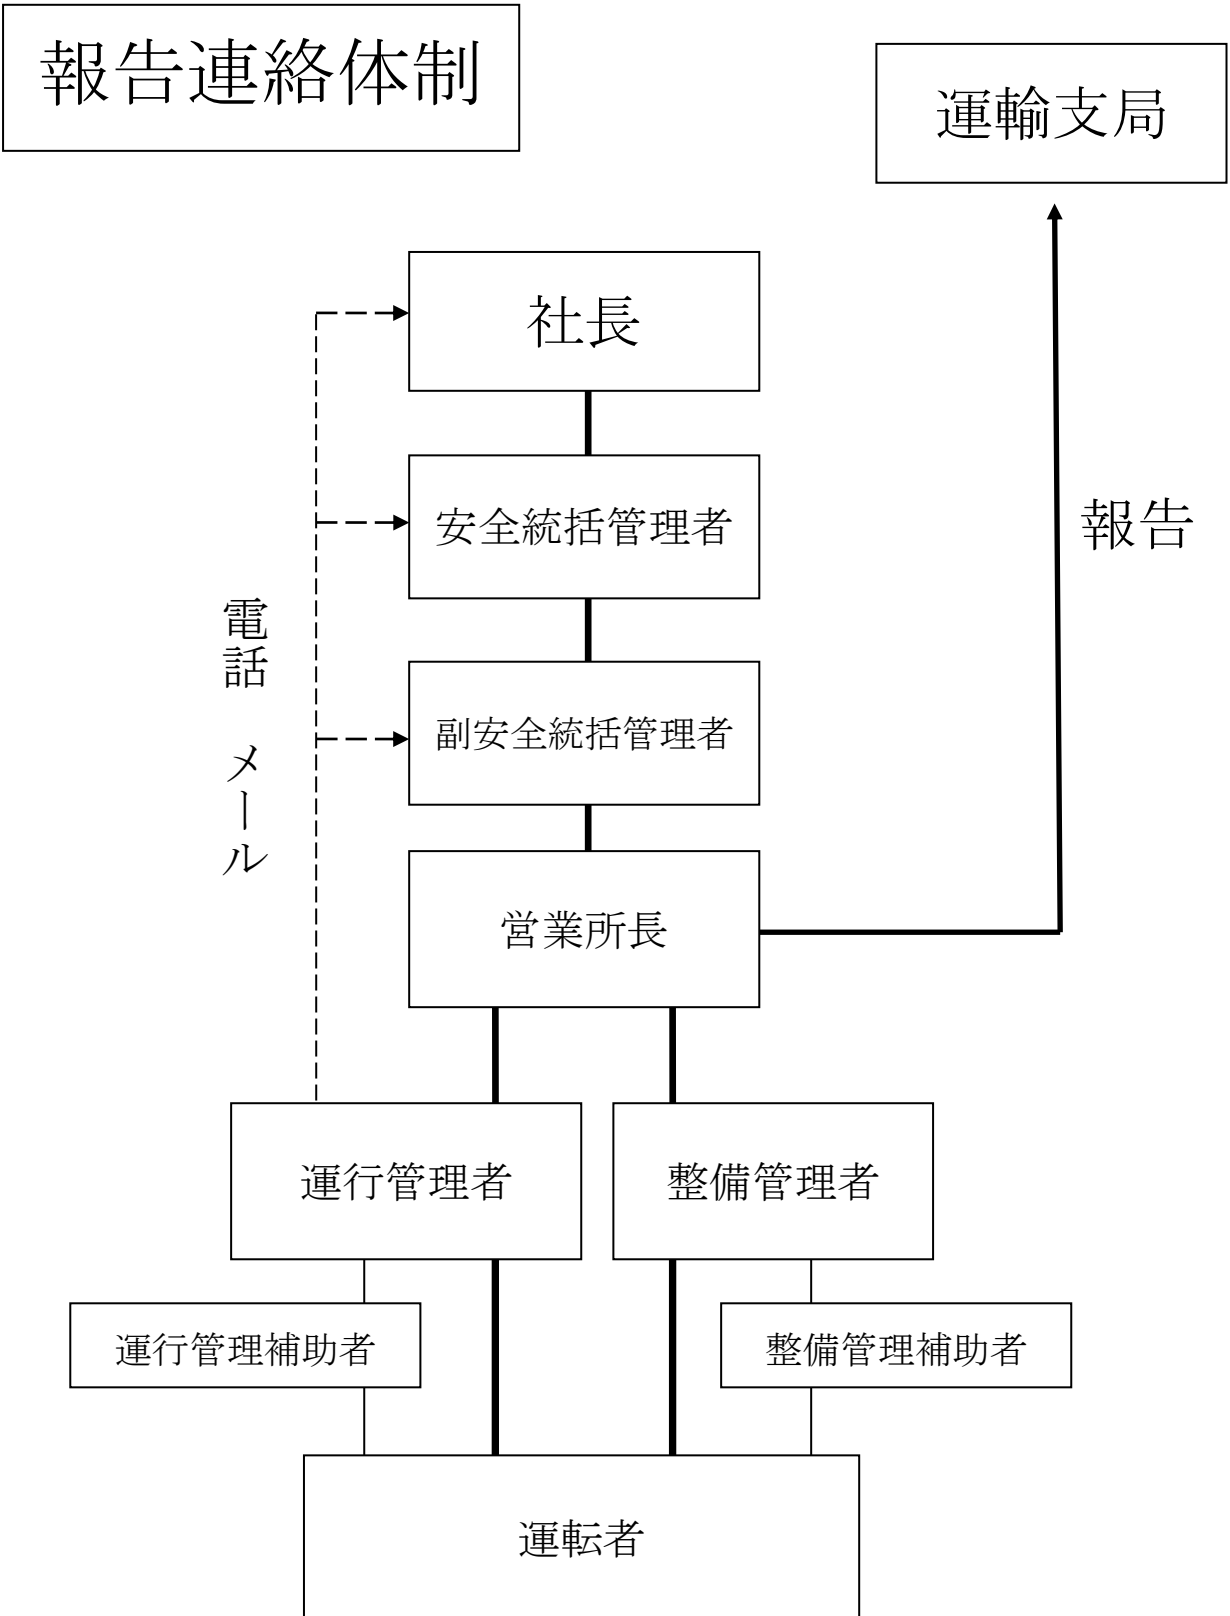 報告連絡体制
運輸支局
社長
安全統括管理者
報告
電話 メール
副安全統括管理者
営業所長
運行管理者
整備管理者
運行管理補助者
整備管理補助者
運転者